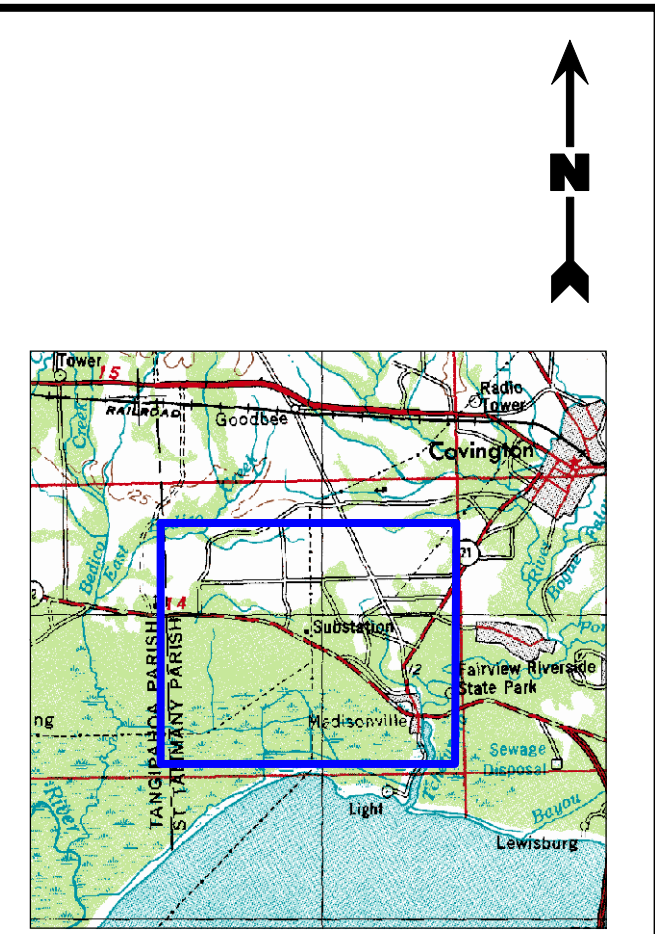 N
Tower
15
RAILROAD
Goodbee
Radio
Tower
Covington
Creek
Creek
25
East
Bedico
21
River
Bogue
14
Substation
12
Fairview Riverside
State Park
TANGIPAHOA PARISH
ST TAMMANY PARISH
ng
Madisonville
Sewage
Disposal
River
Light
Bayou
Lewisburg